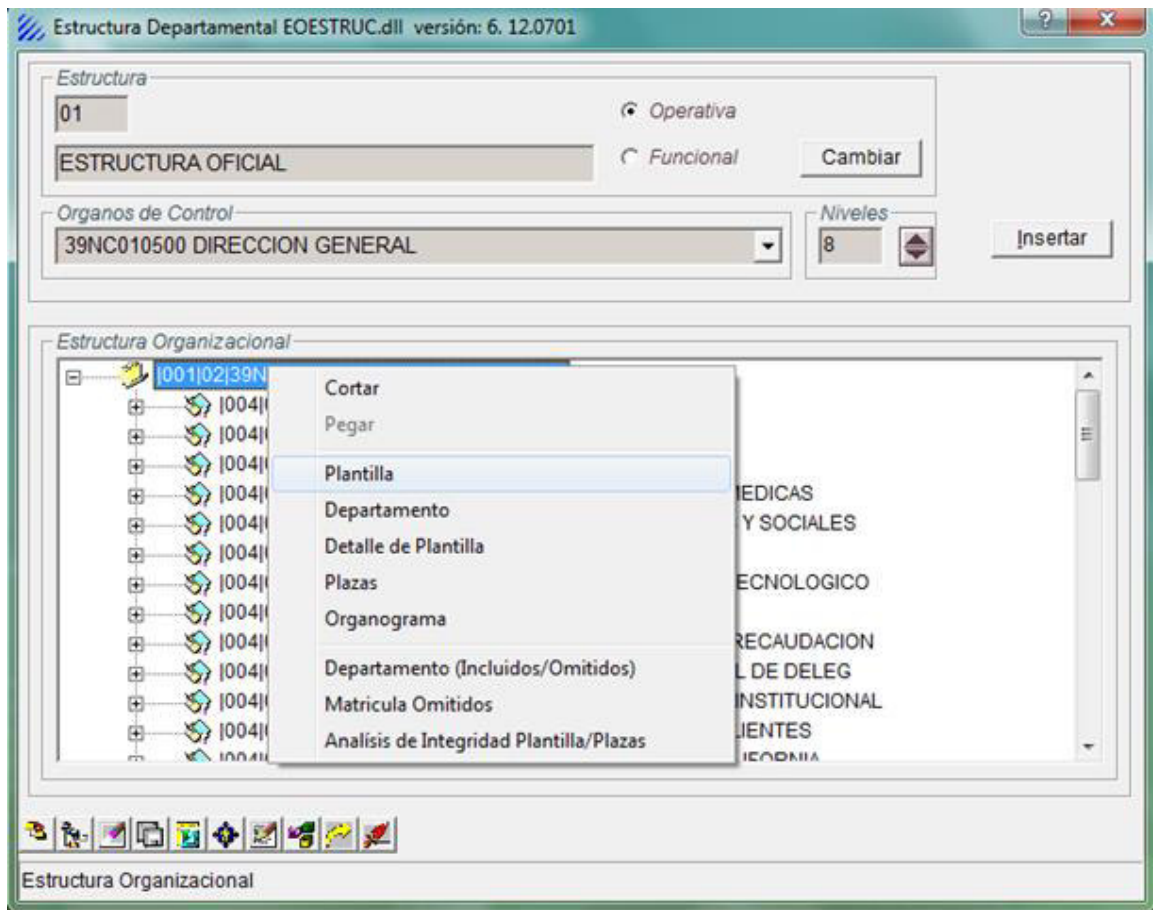 Estructura Departamental EOESTRUC.dll versión: 6. 12.0701
Estructura
01
Operativa
ESTRUCTURA OFICIAL
Funcional
Cambiar
Organos de Control
Niveles
39NC010500 DIRECCION GENERAL
8
Insertar
Estructura Organizacional
|001|02|39N
Cortar
|004|
Pegar
|004|
|004|
Plantilla
|004| IEDICAS
Departamento
|004| Y SOCIALES
Detalle de Plantilla
|004|
Plazas
|004| ECNOLOGICO
Organograma
|004|
|004| RECAUDACION
Departamento (Incluidos/Omitidos)
|004| L DE DELEG
Matricula Omitidos
|004| INSTITUCIONAL
|004| IENTES
Analísis de Integridad Plantilla/Plazas
|004| IFORNIA
Estructura Organizacional